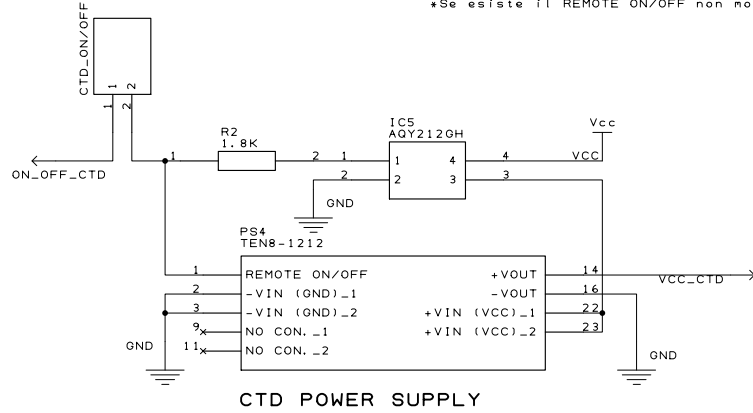 *Se esiste il REMOTE ON/OFF non mo
CTD_ON/OFF
1 2
1 2
ON_OFF_CTD
1
R2
1.8K
2
1
2
IC5
AQY212GH
1 4
2 3
4
3
Vcc
VCC
GND
PS4
TEN8-1212
1 REMOTE ON/OFF +VOUT 14
2 -VIN (GND)_1 -VOUT 16
3 -VIN (GND)_2 +VIN (VCC)_1 22
9 NO CON._1 +VIN (VCC)_2 23
11 NO CON._2
VCC_CTD
GND
GND
CTD POWER SUPPLY